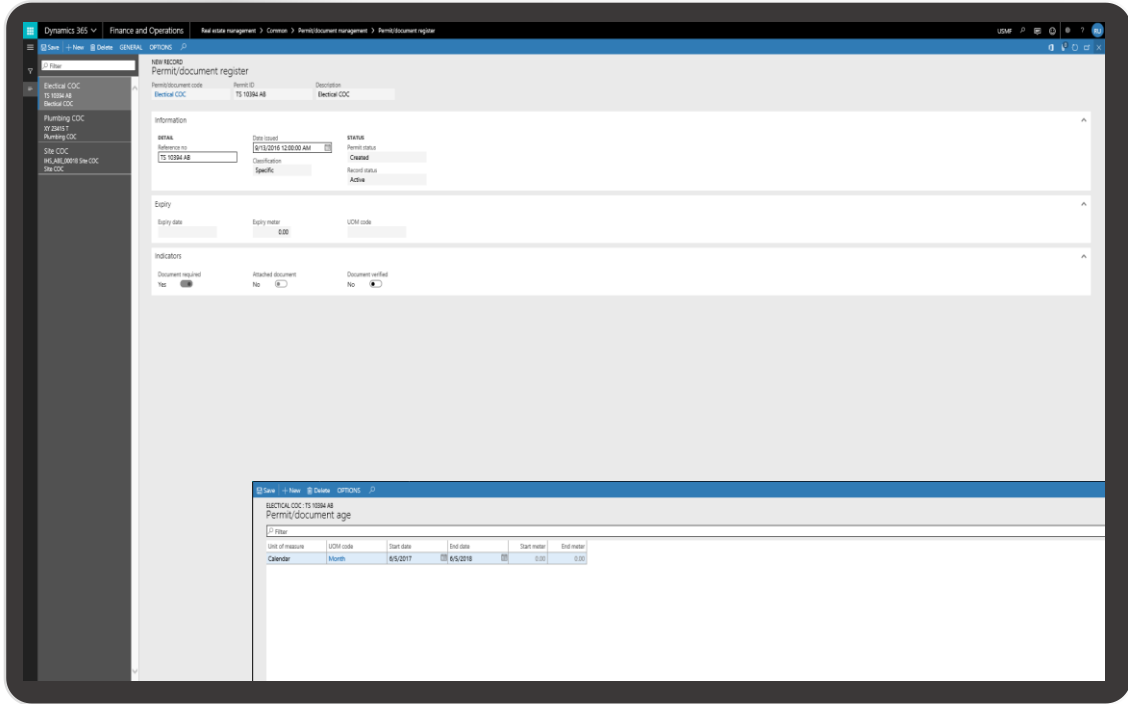 Dynamics 365 Finance and Operations Real estate management > Common > Permit/document management > Permit/document register USMF ? RU
Save + New Delete GENERAL OPTIONS
Filter
Electical COC
TS 10394 AB
Electical COC
Plumbing COC
XY 23415 T
Plumbing COC
Site COC
Site COC
Site COC
NEW RECORD
Permit/document register
Permit/document code Permit ID Description
Electical COC TS 10394 AB Electical COC
Information
DETAIL Date issued STATUS
Reference no 9/13/2016 12:00:00 AM Permit status
TS 10394 AB Classification Created
Specific Record status
Active
Expiry
Expiry date Expiry meter UOM code
0.00
Indicators
Document required Attached document Document verified
Yes No No
Save + New Delete OPTIONS
ELECTICAL COC : TS 10394 AB
Permit/document age
Filter
Unit of measure UOM code Start date End date Start meter End meter
Calendar Month 6/5/2017 6/5/2018 0.00 0.00